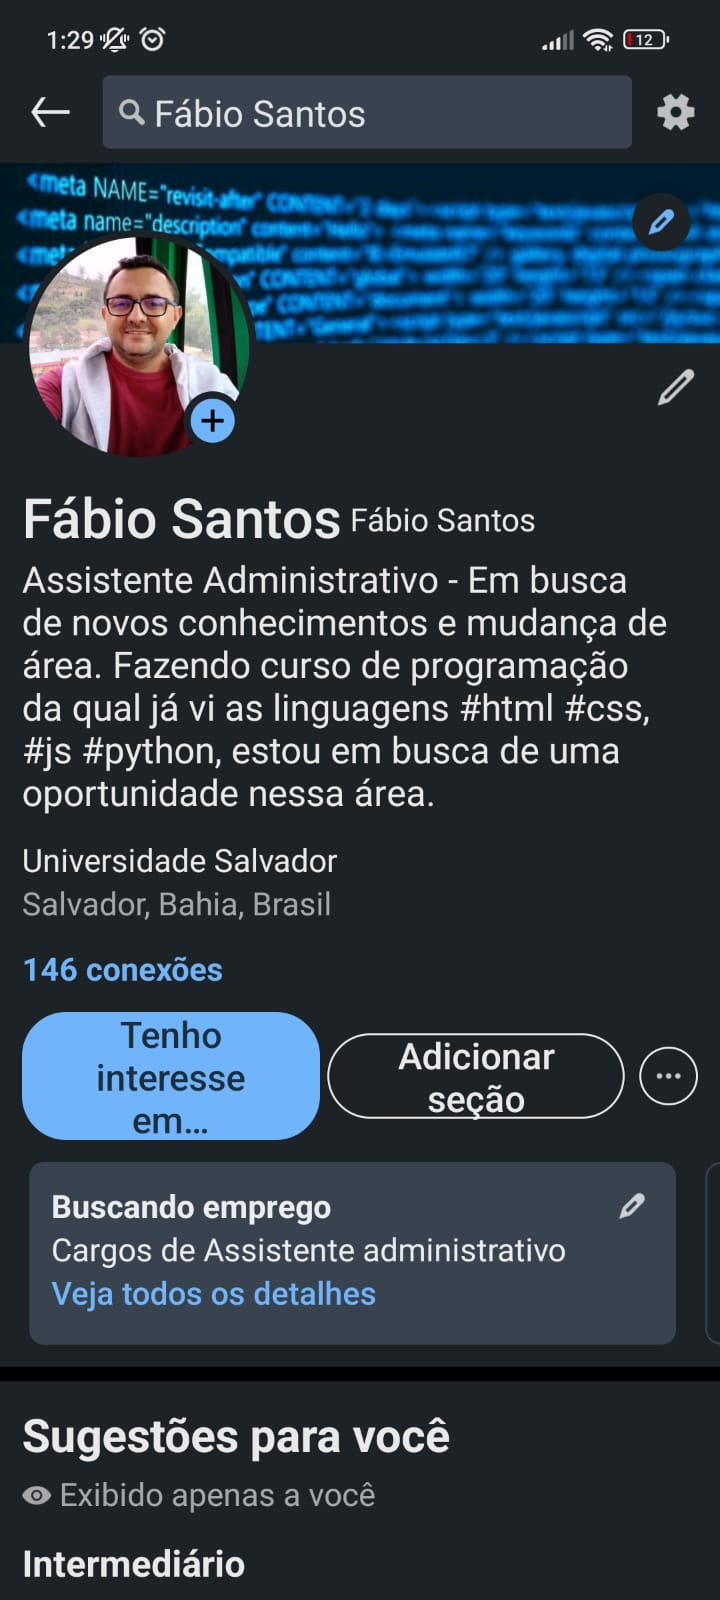 1:29
12
Fábio Santos
<meta NAME="revisit-after" CONTENT="2 days"
<meta name="description" content="
Fábio Santos Fábio Santos
Assistente Administrativo - Em busca
de novos conhecimentos e mudança de
área. Fazendo curso de programação
da qual já vi as linguagens #html #css,
#js #python, estou em busca de uma
oportunidade nessa área.
Universidade Salvador
Salvador, Bahia, Brasil
146 conexões
Tenho
interesse
em...
Adicionar
seção
Buscando emprego
Cargos de Assistente administrativo
Veja todos os detalhes
Sugestões para você
Exibido apenas a você
Intermediário